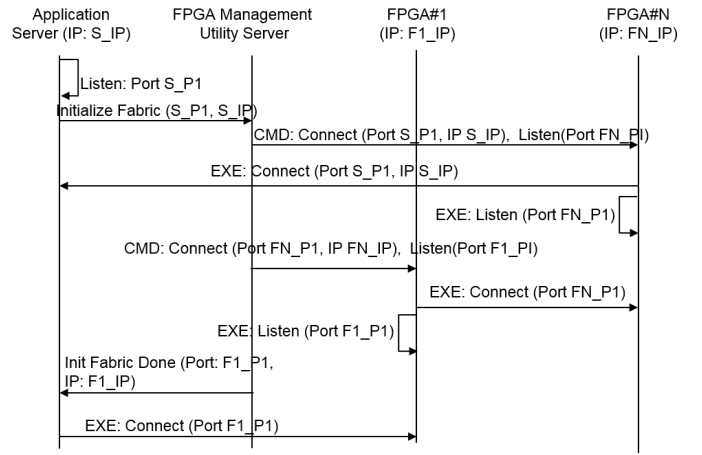 Application
Server (IP: S_IP)
FPGA Management
Utility Server
FPGA#1
(IP: F1_IP)
FPGA#N
(IP: FN_IP)
Listen: Port S_P1
Initialize Fabric (S_P1, S_IP)
CMD: Connect (Port S_P1, IP S_IP), Listen(Port FN_PI)
EXE: Connect (Port S_P1, IP S_IP)
EXE: Listen (Port FN_P1)
CMD: Connect (Port FN_P1, IP FN_IP), Listen(Port F1_PI)
EXE: Connect (Port FN_P1)
EXE: Listen (Port F1_P1)
Init Fabric Done (Port: F1_P1,
IP: F1_IP)
EXE: Connect (Port F1_P1)